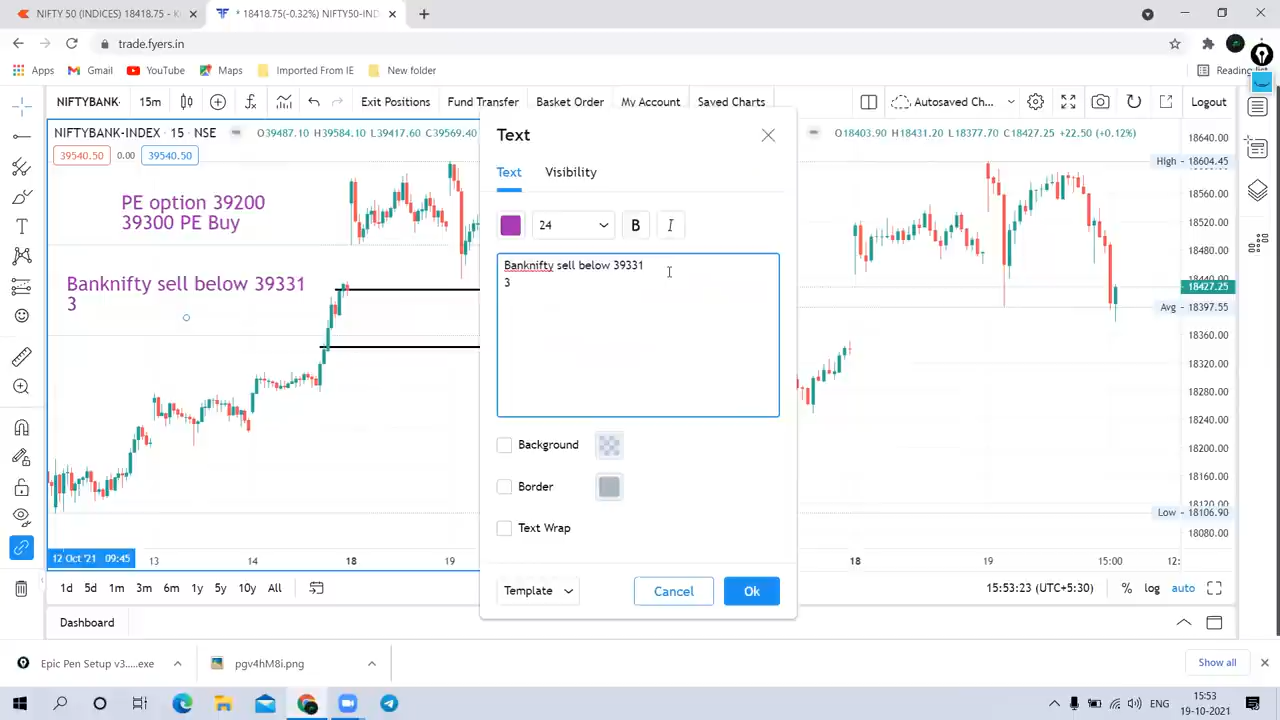 NIFTY 50 (INDICES) 18418.75 -
* 18418.75(-0.32%) NIFTY50-IND
trade.fyers.in
Apps Gmail YouTube Maps Imported From IE New folder Reading list
NIFTYBANK- 15m Exit Positions Fund Transfer Basket Order My Account Saved Charts Autosaved Ch... Logout
NIFTYBANK-INDEX · 15 · NSE O39487.10 H39584.10 L39417.60 C39569.40
O18403.90 H18431.20 L18377.70 C18427.25 +22.50 (+0.12%)
39540.50 0.00 39540.50
PE option 39200
39300 PE Buy
Banknifty sell below 39331
3
Text
Text Visibility
24 B I
Banknifty sell below 39331
3
Background
Border
Text Wrap
Template Cancel Ok
18640.00
High - 18604.45
18560.00
18520.00
18480.00
18440.00
18427.25
Avg - 18397.55
18360.00
18320.00
18280.00
18240.00
18200.00
18160.00
18120.00
Low - 18106.90
18080.00
12 Oct '21 09:45 13 14 18 19 18 19 15:00 12:
1d 5d 1m 3m 6m 1y 5y 10y All 15:53:23 (UTC+5:30) % log auto
Dashboard
Epic Pen Setup v3.....exe pgv4hM8i.png Show all
ENG
15:53
19-10-2021